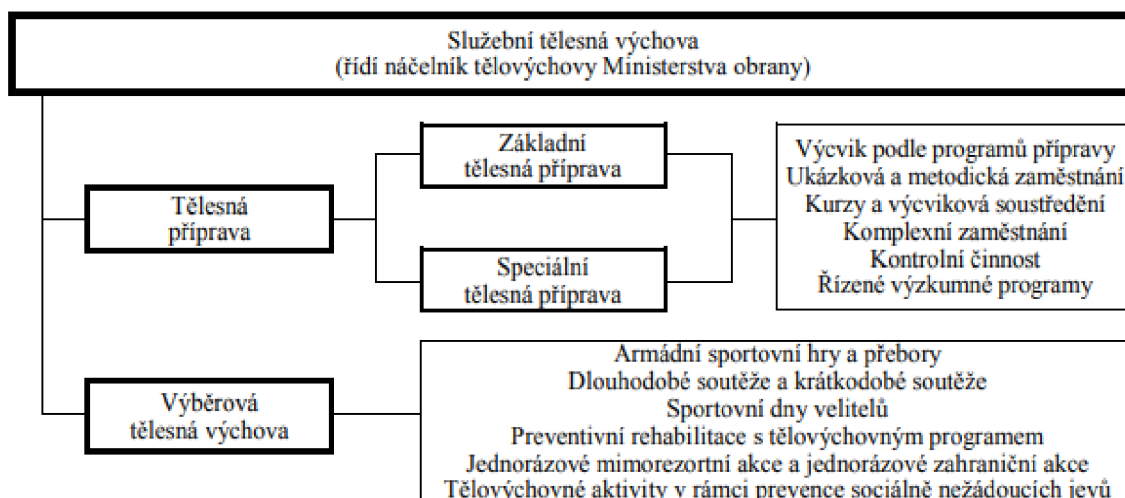 Služební tělesná výchova
(řídí náčelník tělovýchovy Ministerstva obrany)
Tělesná
příprava
Základní
tělesná příprava
Speciální
tělesná příprava
Výcvik podle programů přípravy
Ukázková a metodická zaměstnání
Kurzy a výcviková soustředění
Komplexní zaměstnání
Kontrolní činnost
Řízené výzkumné programy
Výběrová
tělesná výchova
Armádní sportovní hry a přebory
Dlouhodobé soutěže a krátkodobé soutěže
Sportovní dny velitelů
Preventivní rehabilitace s tělovýchovným programem
Jednorázové mimorezortní akce a jednorázové zahraniční akce
Tělovýchovné aktivity v rámci prevence sociálně nežádoucích jevů